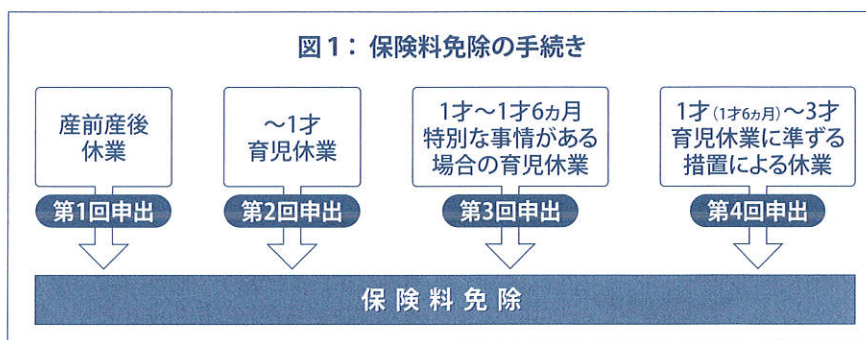 図1：保険料免除の手続き
産前産後
休業
第1回申出
～1才
育児休業
第2回申出
1才～1才6ヵ月
特別な事情がある
場合の育児休業
第3回申出
1才（1才6ヵ月）～3才
育児休業に準ずる
措置による休業
第4回申出
保険料免除